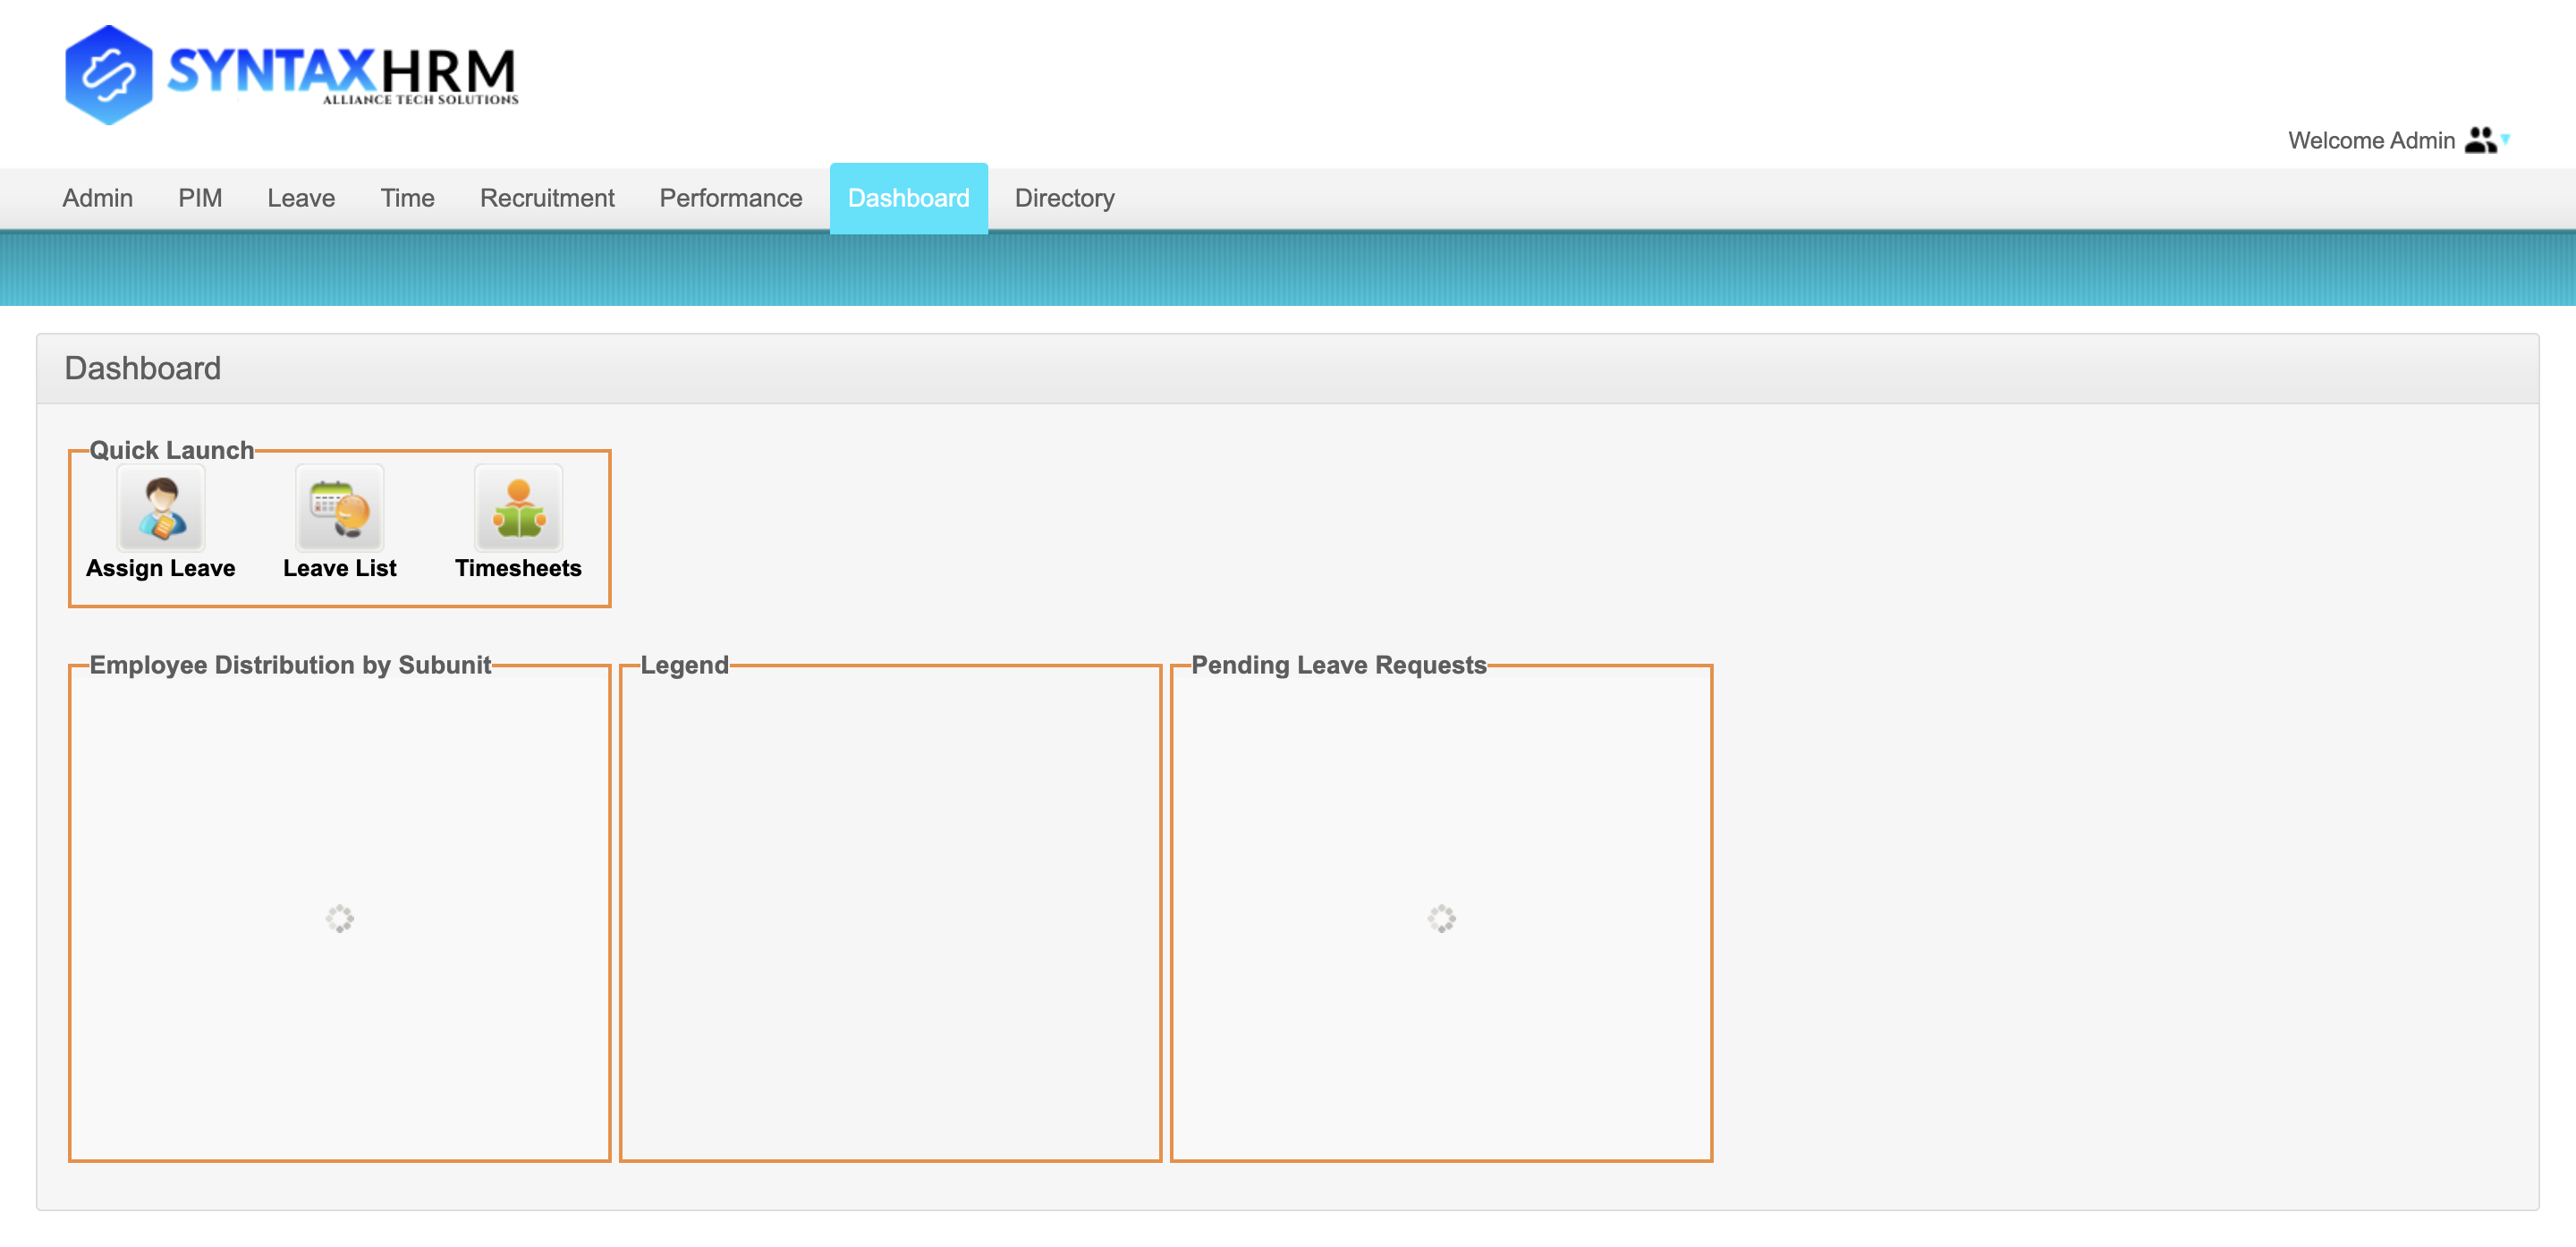 SYNTAXHRM
ALLIANCE TECH SOLUTIONS
Welcome Admin
Admin PIM Leave Time Recruitment Performance Dashboard Directory
Dashboard
Quick Launch
Assign Leave Leave List Timesheets
Employee Distribution by Subunit Legend Pending Leave Requests